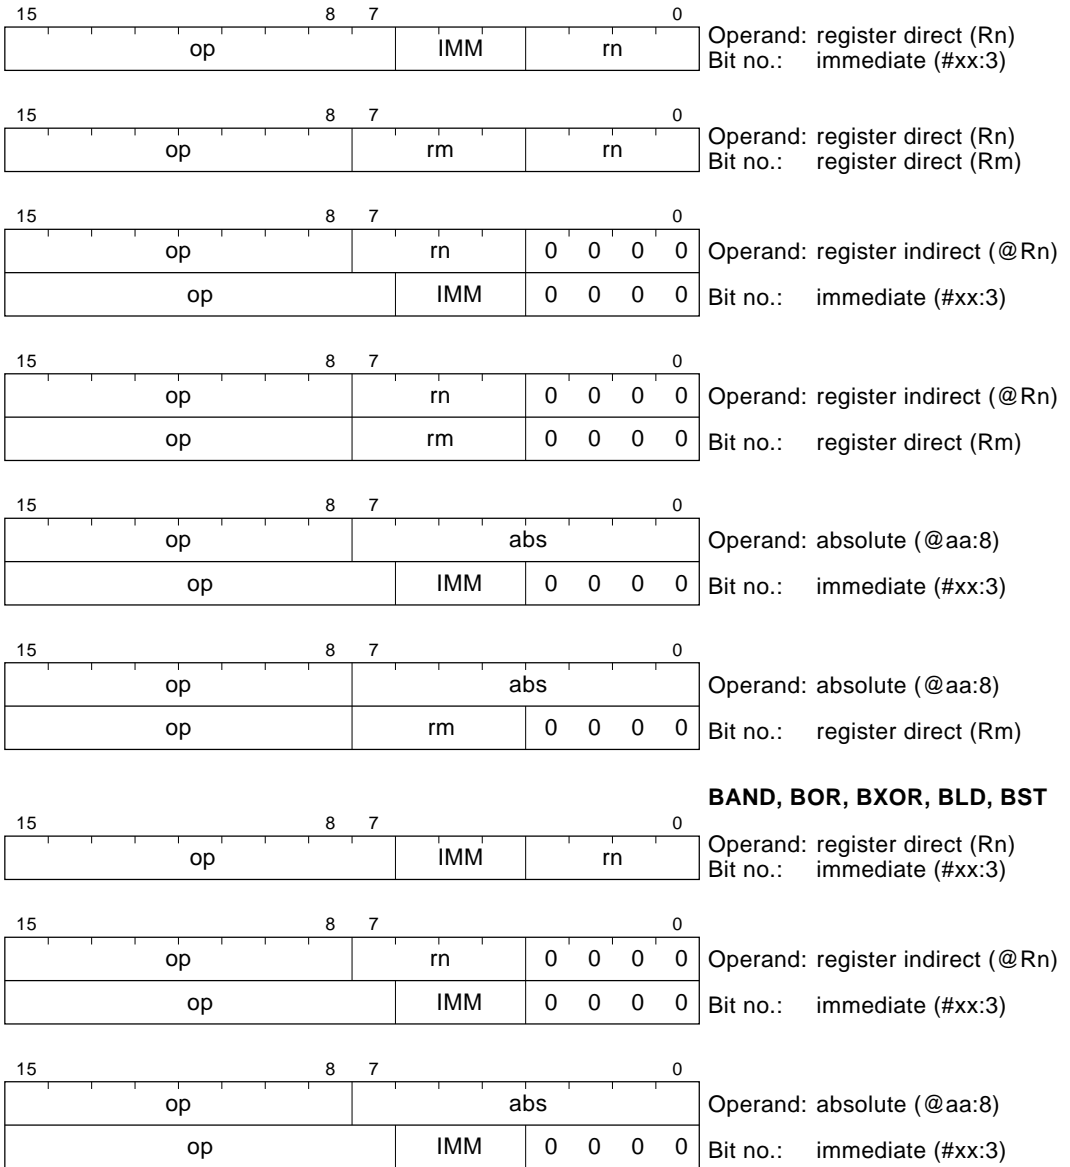 15 8 7 0
op IMM rn Operand: register direct (Rn)
Bit no.: immediate (#xx:3)
15 8 7 0
op rm rn Operand: register direct (Rn)
Bit no.: register direct (Rm)
15 8 7 0
op rn 0 0 0 0 Operand: register indirect (@Rn)
op IMM 0 0 0 0 Bit no.: immediate (#xx:3)
15 8 7 0
op rn 0 0 0 0 Operand: register indirect (@Rn)
op rm 0 0 0 0 Bit no.: register direct (Rm)
15 8 7 0
op abs Operand: absolute (@aa:8)
op IMM 0 0 0 0 Bit no.: immediate (#xx:3)
15 8 7 0
op abs Operand: absolute (@aa:8)
op rm 0 0 0 0 Bit no.: register direct (Rm)
BAND, BOR, BXOR, BLD, BST
15 8 7 0
op IMM rn Operand: register direct (Rn)
Bit no.: immediate (#xx:3)
15 8 7 0
op rn 0 0 0 0 Operand: register indirect (@Rn)
op IMM 0 0 0 0 Bit no.: immediate (#xx:3)
15 8 7 0
op abs Operand: absolute (@aa:8)
op IMM 0 0 0 0 Bit no.: immediate (#xx:3)